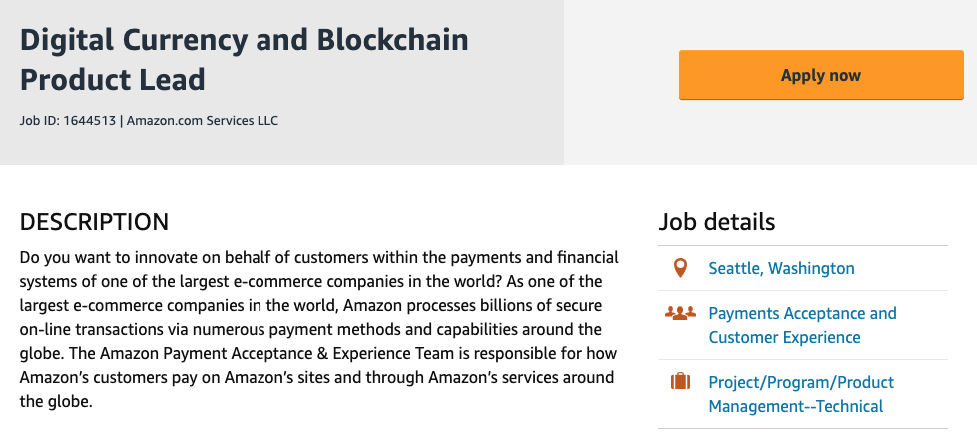 Digital Currency and Blockchain
Product Lead
Job ID: 1644513 | Amazon.com Services LLC
Apply now
DESCRIPTION
Do you want to innovate on behalf of customers within the payments and financial
systems of one of the largest e-commerce companies in the world? As one of the
largest e-commerce companies in the world, Amazon processes billions of secure
on-line transactions via numerous payment methods and capabilities around the
globe. The Amazon Payment Acceptance & Experience Team is responsible for how
Amazon's customers pay on Amazon's sites and through Amazon's services around
the globe.
Job details
Seattle, Washington
Payments Acceptance and
Customer Experience
Project/Program/Product
Management--Technical